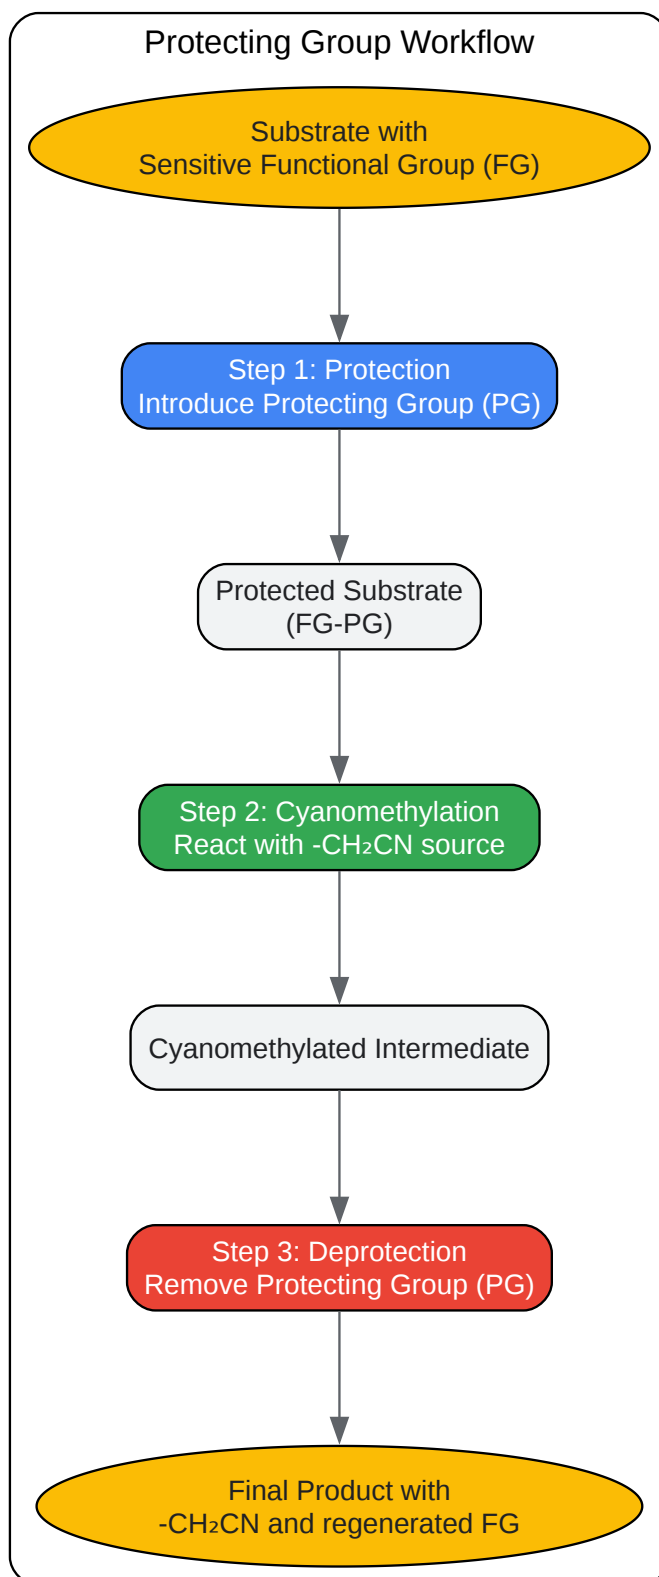 Protecting Group Workflow
Substrate with
Sensitive Functional Group (FG)
Step 1: Protection
Introduce Protecting Group (PG)
Protected Substrate
(FG-PG)
Step 2: Cyanomethylation
React with -CH₂CN source
Cyanomethylated Intermediate
Step 3: Deprotection
Remove Protecting Group (PG)
Final Product with
-CH₂CN and regenerated FG